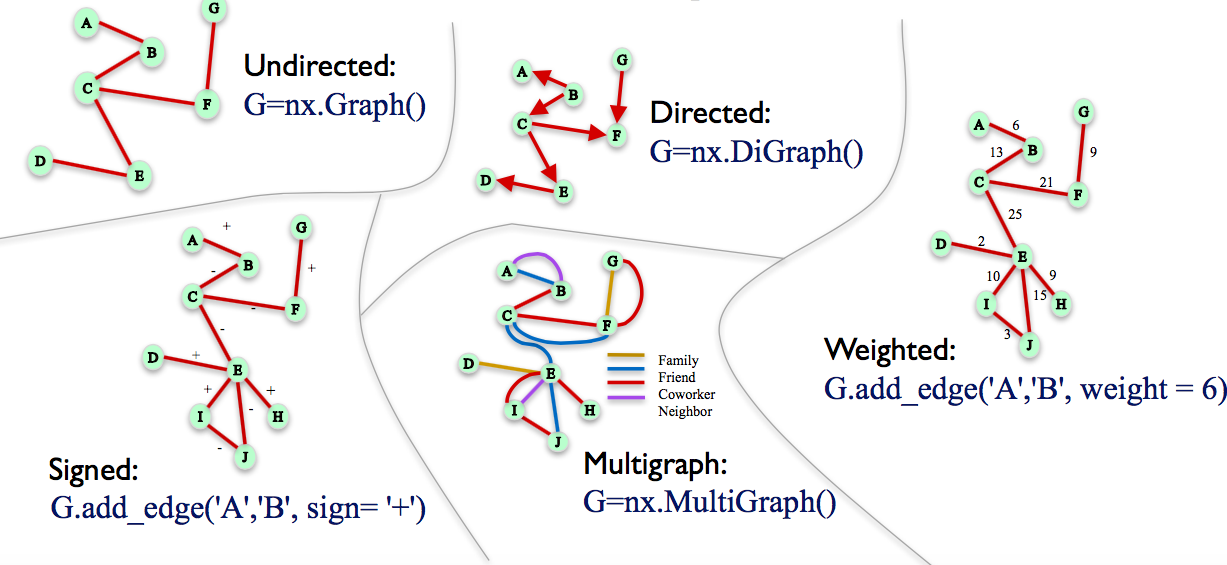 G
A
B
C
F
D
E
Undirected:
G=nx.Graph()
A
G
B
C
F
D
E
Directed:
G=nx.DiGraph()
A
6
B
G
13
9
C
21
F
25
D
2
E
10
9
I
15
H
3
J
Weighted:
G.add_edge('A','B', weight = 6)
+
A
G
B
-
+
C
-
F
-
D
+
E
+
+
I
-
H
-
J
Signed:
G.add_edge('A','B', sign= '+')
A
G
B
C
F
D
E
I
H
J
Family
Friend
Coworker
Neighbor
Multigraph:
G=nx.MultiGraph()